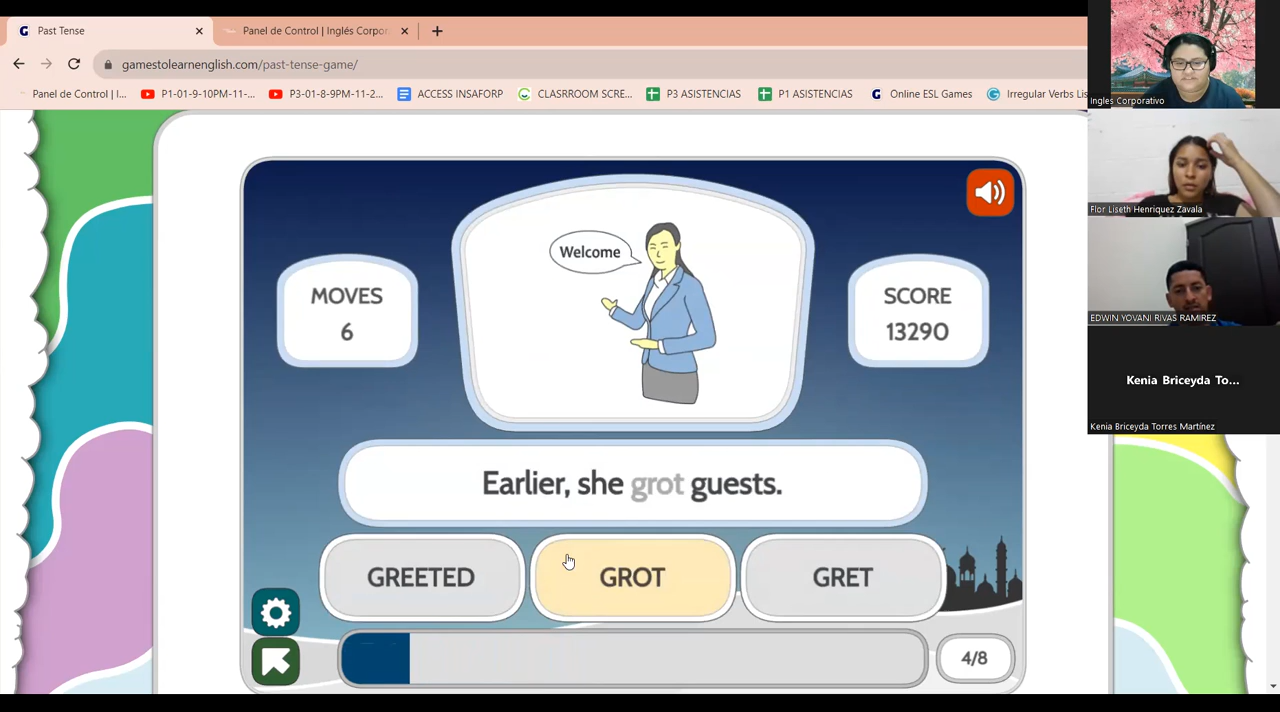 Past Tense
Panel de Control | Inglés Corpor
gamestolearnenglish.com/past-tense-game/
Panel de Control | I...
P1-01-9-10PM-11-...
P3-01-8-9PM-11-2...
ACCESS INSAFORP
CLASRROOM SCRE...
P3 ASISTENCIAS
P1 ASISTENCIAS
Online ESL Games
Irregular Verbs Lis
Ingles Corporativo
Flor Liseth Henriquez Zavala
EDWIN YOVANI RIVAS RAMIREZ
Kenia Briceyda To...
Kenia Briceyda Torres Martínez
Welcome
MOVES
6
SCORE
13290
Earlier, she grot guests.
GREETED
GROT
GRET
4/8